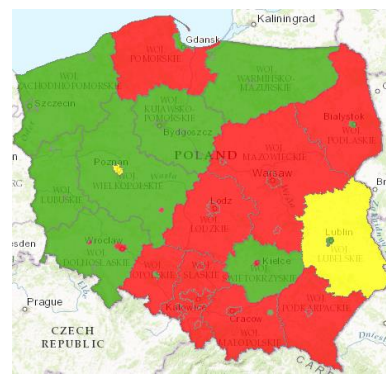 Kaliningrad
Gdansk
WOJ.
POMORSKIE
WOJ.
ZACHODNIOPOMORSKIE
WOJ.
WARMINSKO-
MAZURSKIE
Szczecin
WOJ.
KUJAWSKO-
POMORSKIE
Bydgoszcz
Bialystok
WOJ.
PODLASKIE
Poznan
POLAND
WOJ.
MAZOWIECKIE
WOJ.
WIELKOPOLSKIE
Warta
Warsaw
WOJ.
LUBUSKIE
Lodz
WOJ.
LODZKIE
Lublin
WOJ.
LUBELSKIE
Wroclaw
WOJ.
DOLNOSLASKIE
Kielce
WOJ.
OPOLSKIE
WOJ.
SLASKIE
WOJ.
SWIETOKRZYSKIE
Prague
Katowice
Cracow
WOJ.
PODKARPACKIE
WOJ.
MALOPOLSKIE
CZECH
REPUBLIC